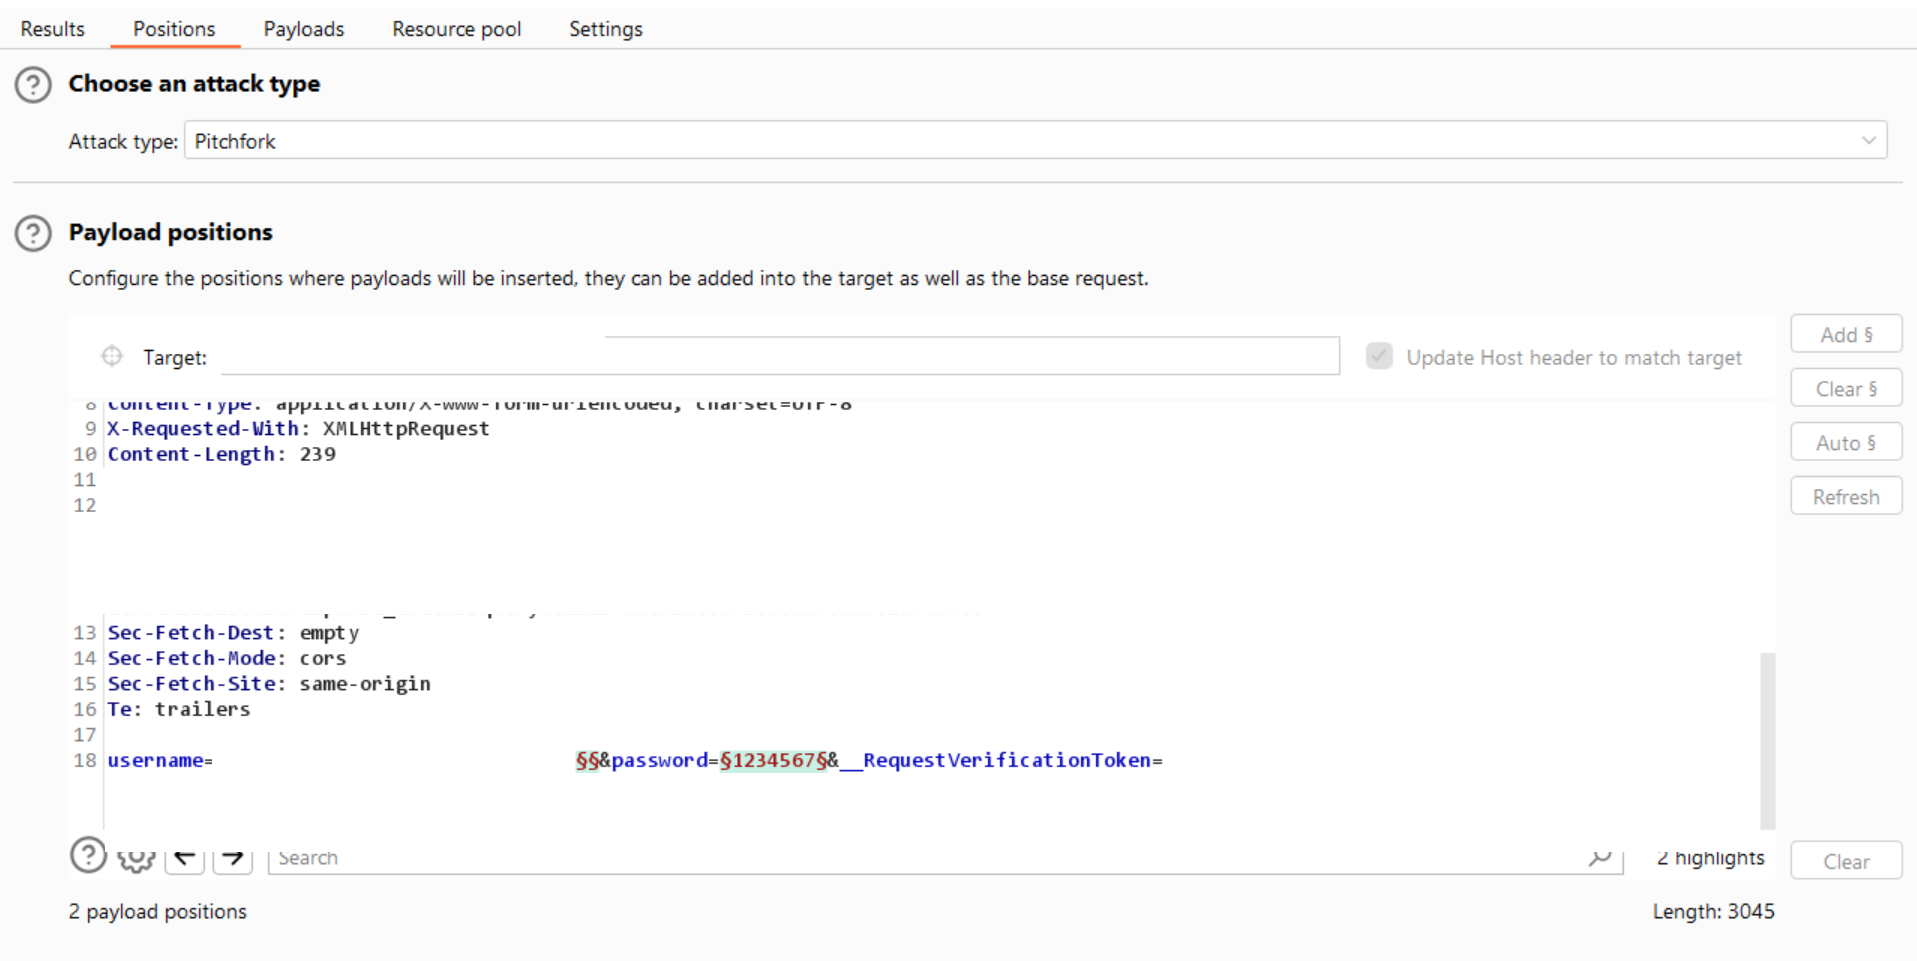 Results Positions Payloads Resource pool Settings
Choose an attack type
Attack type: Pitchfork
Payload positions
Configure the positions where payloads will be inserted, they can be added into the target as well as the base request.
Add §
Target: Update Host header to match target
Clear §
8 Content-Type: application/x-www-form-urlencoded; charset=UTF-8
9 X-Requested-With: XMLHttpRequest
Auto §
10 Content-Length: 239
11
Refresh
12
13 Sec-Fetch-Dest: empty
14 Sec-Fetch-Mode: cors
15 Sec-Fetch-Site: same-origin
16 Te: trailers
17
18 username= §§&password=§1234567§&__RequestVerificationToken=
Search 2 highlights Clear
2 payload positions Length: 3045